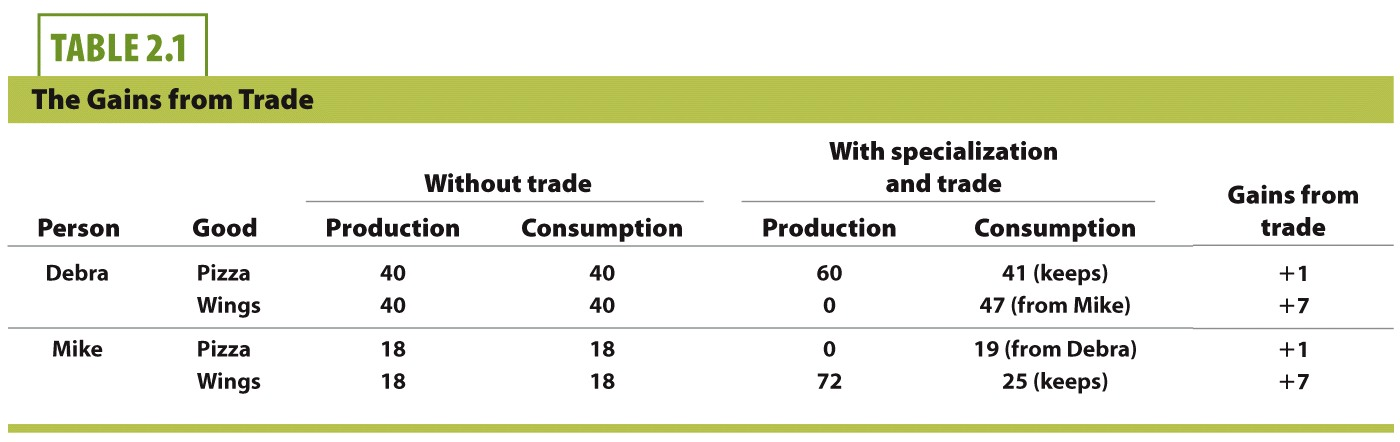 TABLE 2.1
The Gains from Trade
Without trade
With specialization
and trade
Gains from
trade
Person Good Production Consumption Production Consumption
Debra Pizza 40 40 60 41 (keeps) +1
Wings 40 40 0 47 (from Mike) +7
Mike Pizza 18 18 0 19 (from Debra) +1
Wings 18 18 72 25 (keeps) +7